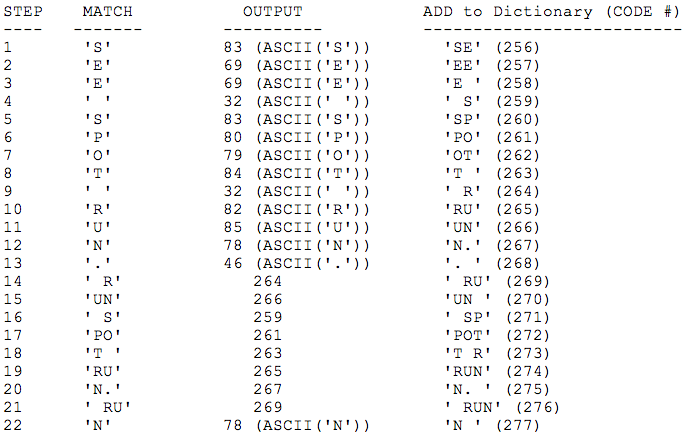 STEP MATCH OUTPUT ADD to Dictionary (CODE #)
---- ------- ---------- --------------------------
1 'S' 83 (ASCII('S')) 'SE' (256)
2 'E' 69 (ASCII('E')) 'EE' (257)
3 'E' 69 (ASCII('E')) 'E ' (258)
4 ' ' 32 (ASCII(' ')) ' S' (259)
5 'S' 83 (ASCII('S')) 'SP' (260)
6 'P' 80 (ASCII('P')) 'PO' (261)
7 'O' 79 (ASCII('O')) 'OT' (262)
8 'T' 84 (ASCII('T')) 'T ' (263)
9 ' ' 32 (ASCII(' ')) ' R' (264)
10 'R' 82 (ASCII('R')) 'RU' (265)
11 'U' 85 (ASCII('U')) 'UN' (266)
12 'N' 78 (ASCII('N')) 'N.' (267)
13 '.' 46 (ASCII('.')) '. ' (268)
14 ' R' 264 ' RU' (269)
15 'UN' 266 'UN ' (270)
16 ' S' 259 ' SP' (271)
17 'PO' 261 'POT' (272)
18 'T ' 263 'T R' (273)
19 'RU' 265 'RUN' (274)
20 'N.' 267 'N. ' (275)
21 ' RU' 269 ' RUN' (276)
22 'N' 78 (ASCII('N')) 'N ' (277)